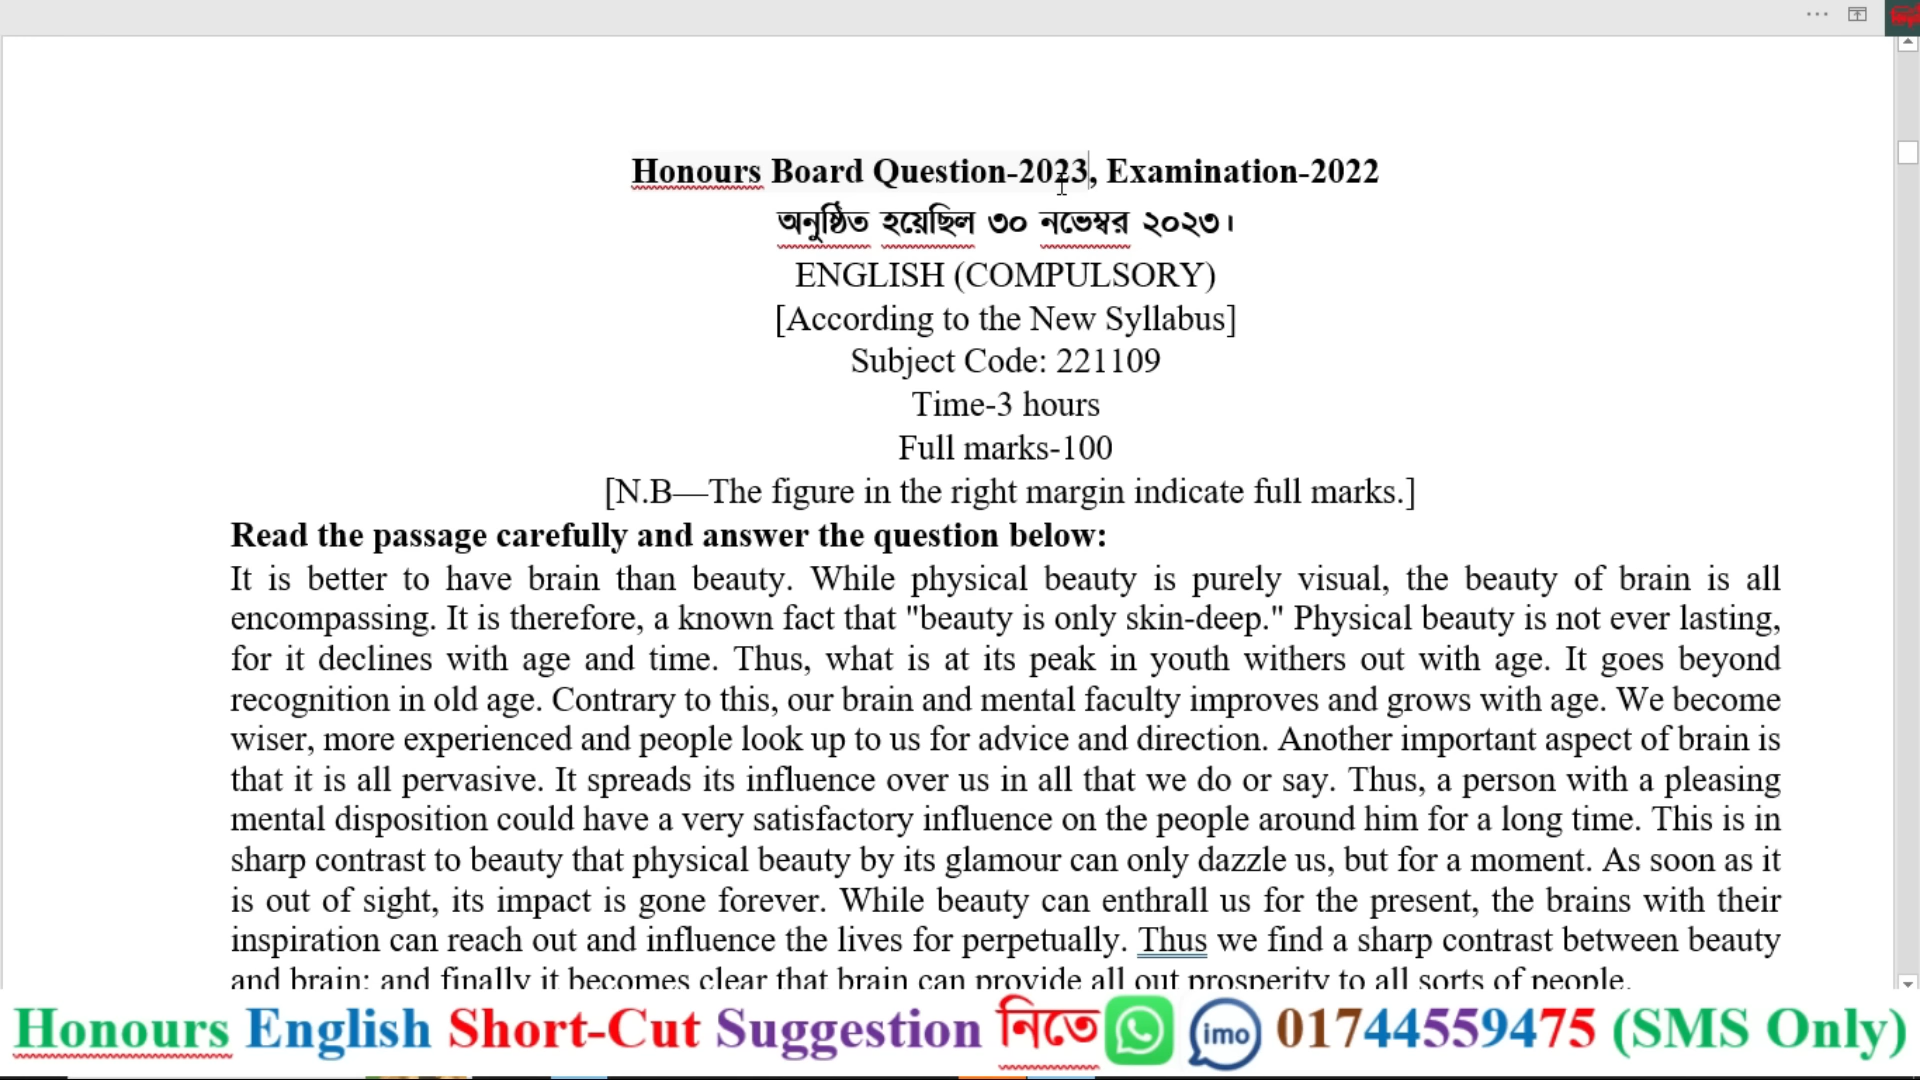 Honours Board Question-2023, Examination-2022
অনুষ্ঠিত হয়েছিল ৩০ নভেম্বর ২০২৩।
ENGLISH (COMPULSORY)
[According to the New Syllabus]
Subject Code: 221109
Time-3 hours
Full marks-100
[N.B—The figure in the right margin indicate full marks.]
Read the passage carefully and answer the question below:
It is better to have brain than beauty. While physical beauty is purely visual, the beauty of brain is all
encompassing. It is therefore, a known fact that "beauty is only skin-deep." Physical beauty is not ever lasting,
for it declines with age and time. Thus, what is at its peak in youth withers out with age. It goes beyond
recognition in old age. Contrary to this, our brain and mental faculty improves and grows with age. We become
wiser, more experienced and people look up to us for advice and direction. Another important aspect of brain is
that it is all pervasive. It spreads its influence over us in all that we do or say. Thus, a person with a pleasing
mental disposition could have a very satisfactory influence on the people around him for a long time. This is in
sharp contrast to beauty that physical beauty by its glamour can only dazzle us, but for a moment. As soon as it
is out of sight, its impact is gone forever. While beauty can enthrall us for the present, the brains with their
inspiration can reach out and influence the lives for perpetually. Thus we find a sharp contrast between beauty
and brain; and finally it becomes clear that brain can provide all out prosperity to all sorts of people.
Honours English Short-Cut Suggestion নিতে imo 01744559475 (SMS Only)